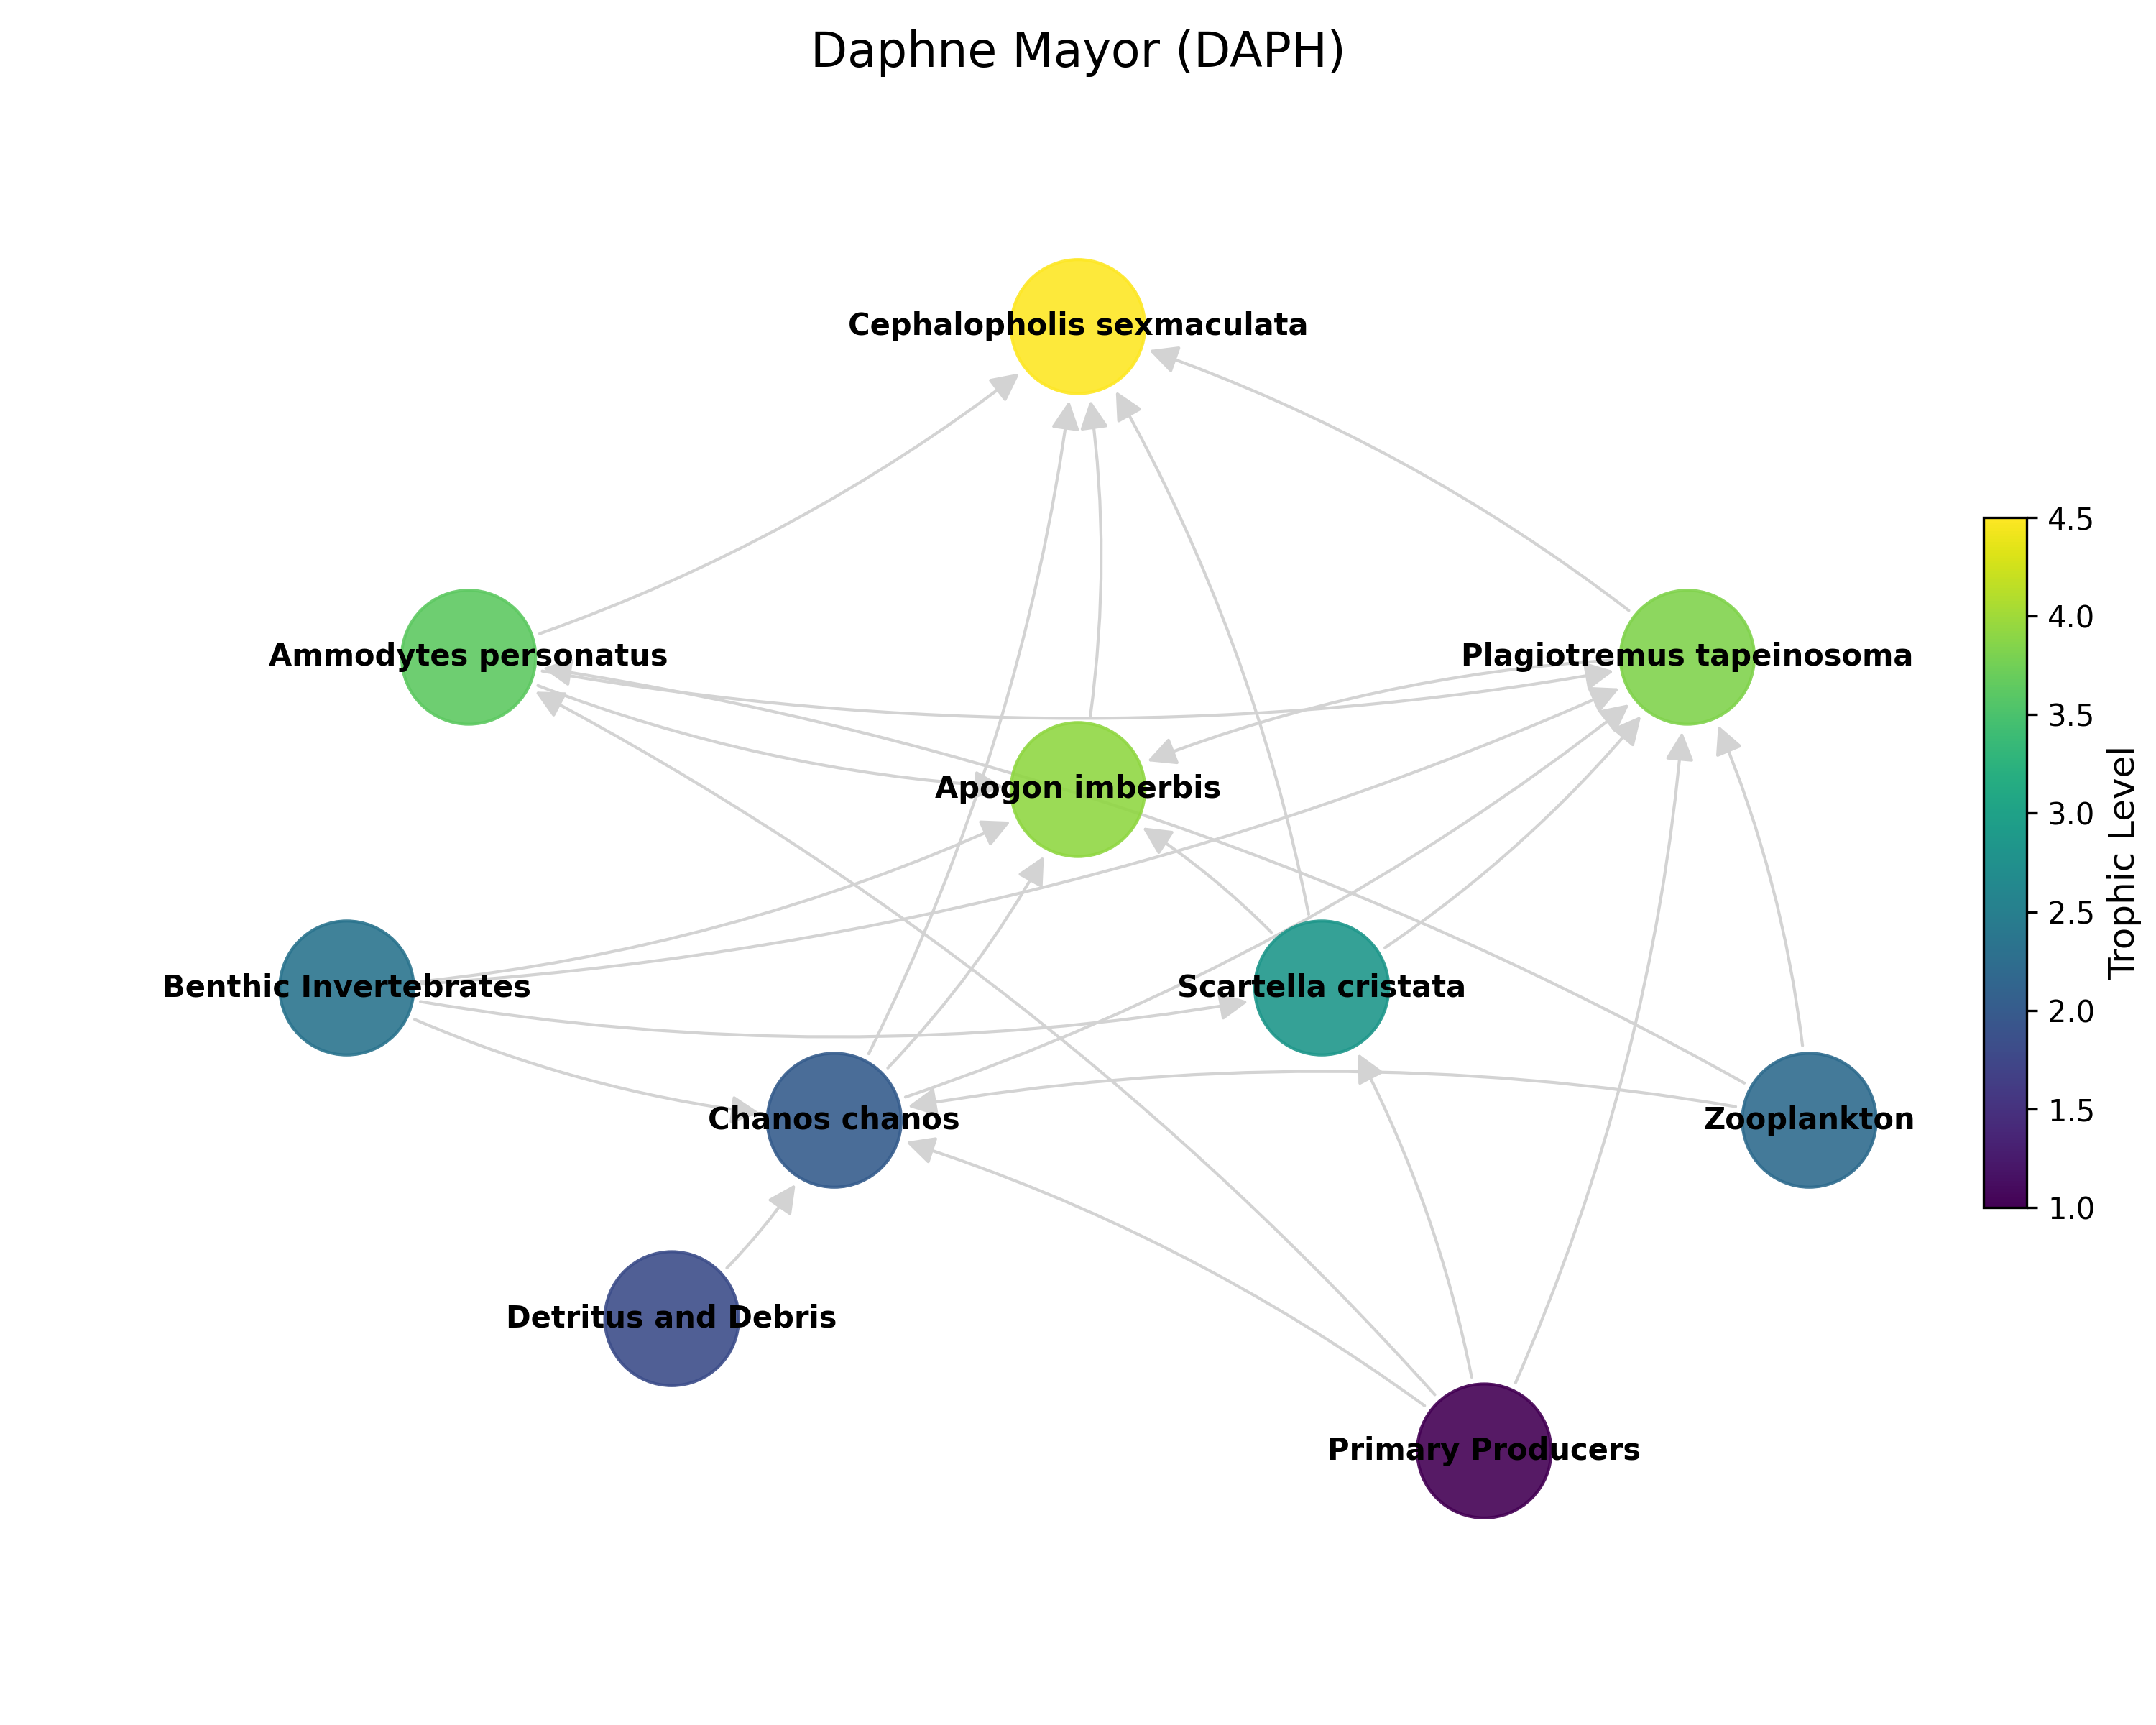 Daphne Mayor (DAPH)
Cephalopholis sexmaculata
4.5
4.0
3.5
3.0
2.5
2.0
1.5
1.0
Trophic Level
Ammodytes personatus
Plagiotremus tapeinosoma
Apogon imberbis
Benthic Invertebrates
Scartella cristata
Chanos chanos
Zooplankton
Detritus and Debris
Primary Producers